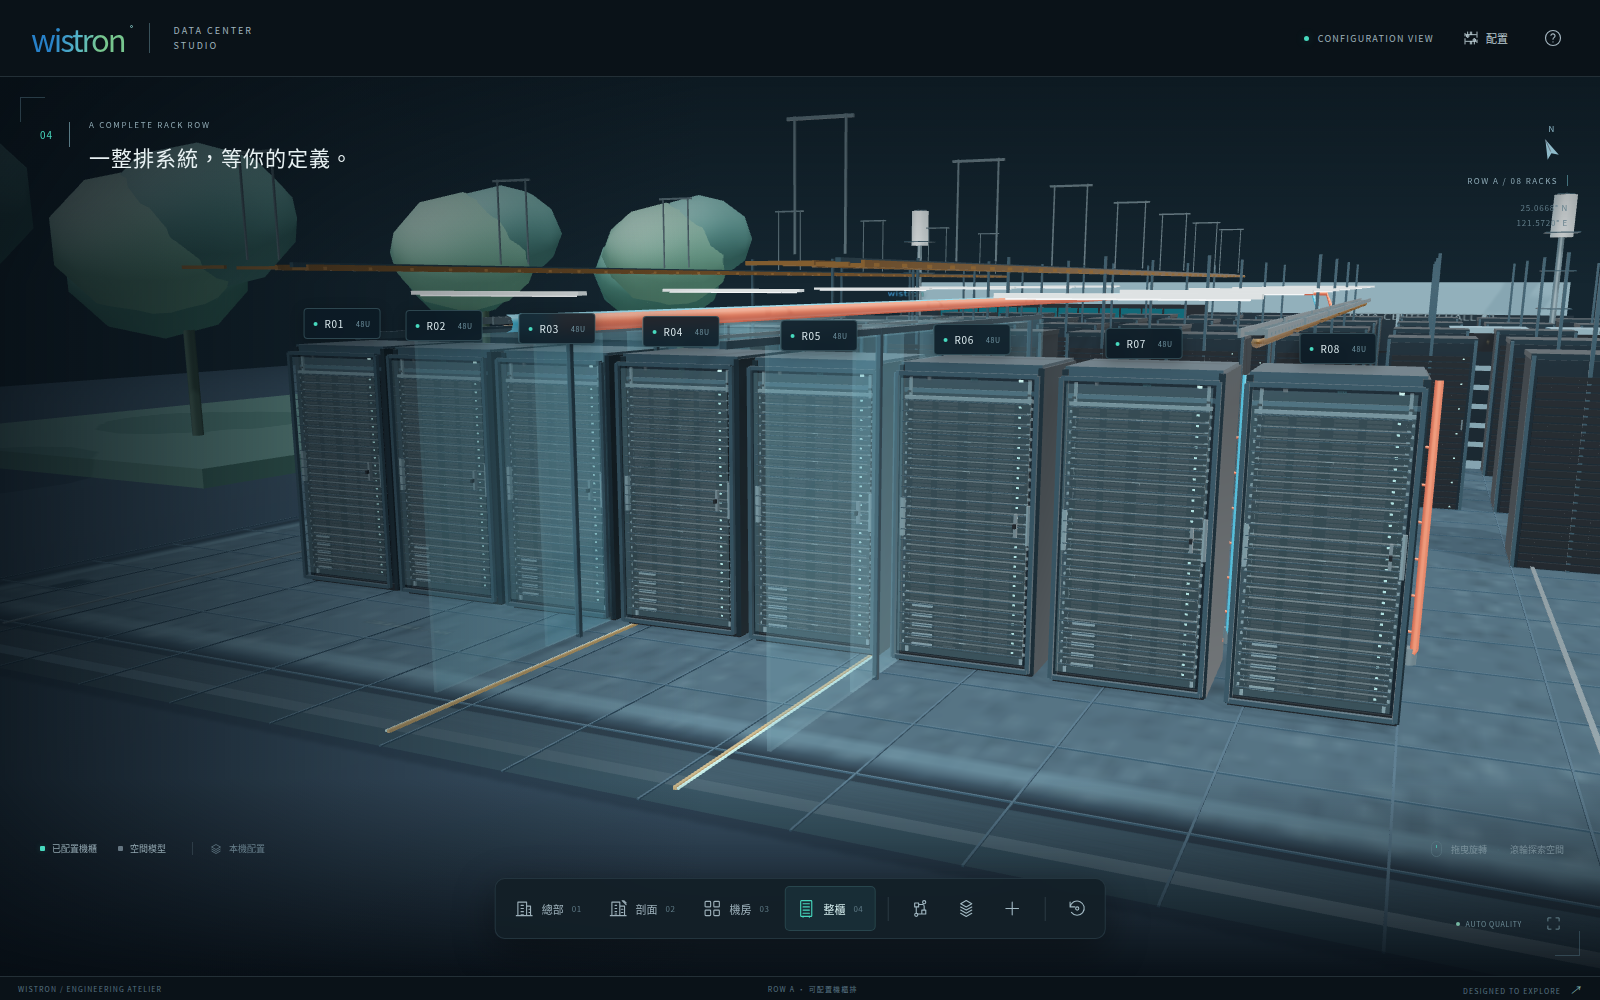 wistron
DATA CENTER
STUDIO
CONFIGURATION VIEW
配置
04
A COMPLETE RACK ROW
一整排系統，等你的定義。
N
ROW A / 08 RACKS
R01 48U
R02 48U
R03 48U
R04 48U
R05 48U
R06 48U
R07 48U
R08 48U
已配置機櫃
空間模型
本機配置
拖曳旋轉
滾輪探索空間
總部 01
剖面 02
機房 03
整櫃 04
AUTO QUALITY
WISTRON / ENGINEERING ATELIER
ROW A · 可配置機櫃排
DESIGNED TO EXPLORE